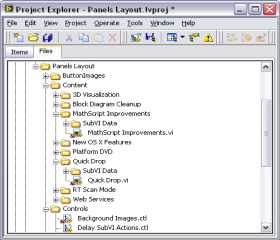 Project Explorer - Panels Layout.lvproj *
File Edit View Project Operate Tools Window Help
Items Files
Panels Layout
ButtonImages
Content
3D Visualization
Block Diagram Cleanup
MathScript Improvements
SubVI Data
MathScript Improvements.vi
New OS X Features
Platform DVD
Quick Drop
SubVI Data
Quick Drop.vi
RT Scan Mode
Web Services
Controls
Background Images.ctl
Delay SubVI Actions.ctl